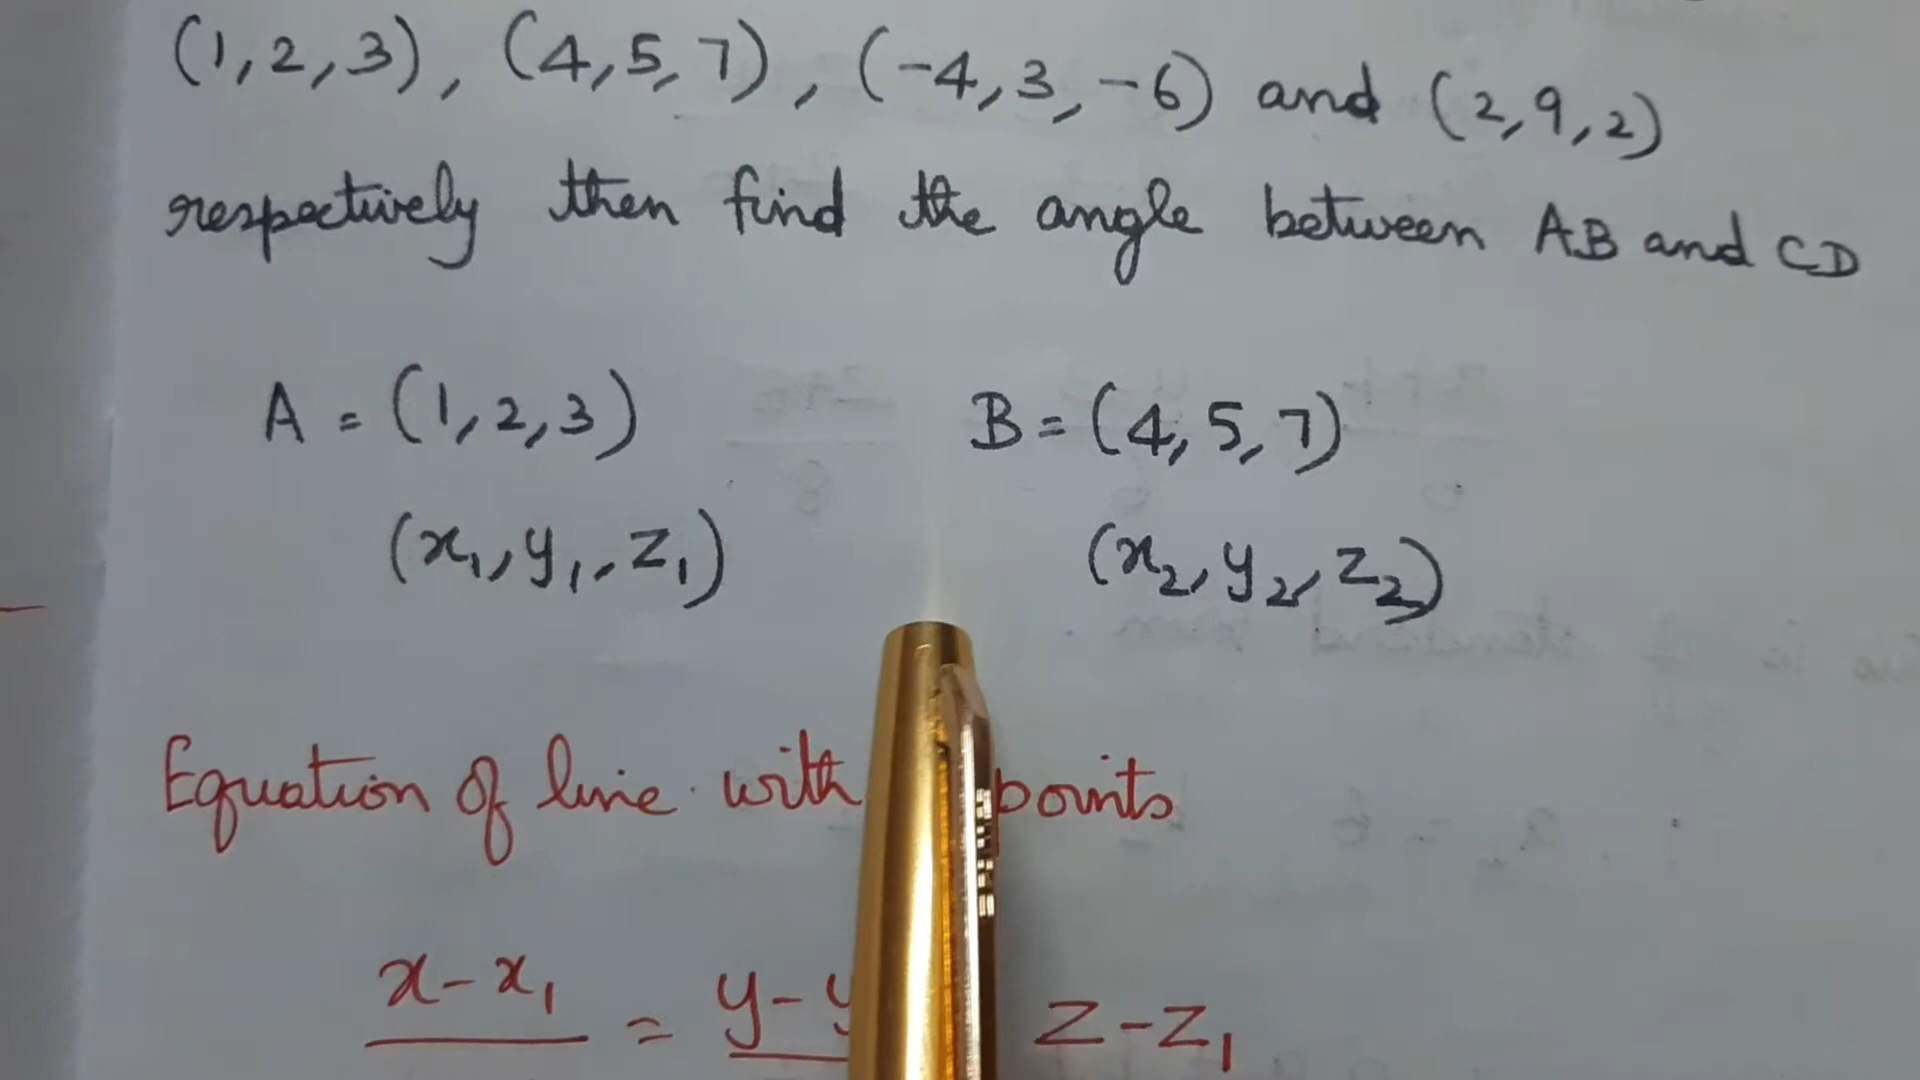 (1,2,3), (4,5,7), (-4,3,-6) and (2,9,2)
respectively then find the angle between AB and CD
A = (1,2,3) B = (4,5,7)
(x₁,y₁,z₁) (x₂,y₂,z₂)
Equation of line with points
x-x₁ = y-y z-z₁